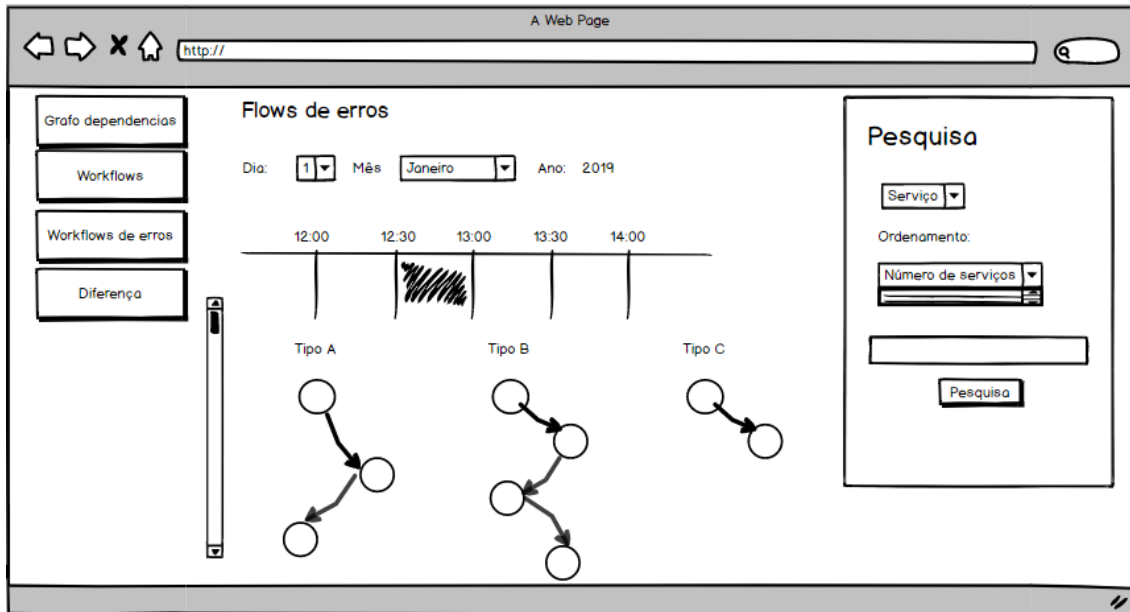 A Web Page
http://
Grafo dependencias
Workflows
Workflows de erros
Diferença
Flows de erros
Dia: 1 Mês Janeiro Ano: 2019
12:00 12:30 13:00 13:30 14:00
Tipo A Tipo B Tipo C
Pesquisa
Serviço
Ordenamento:
Número de serviços
Pesquisa